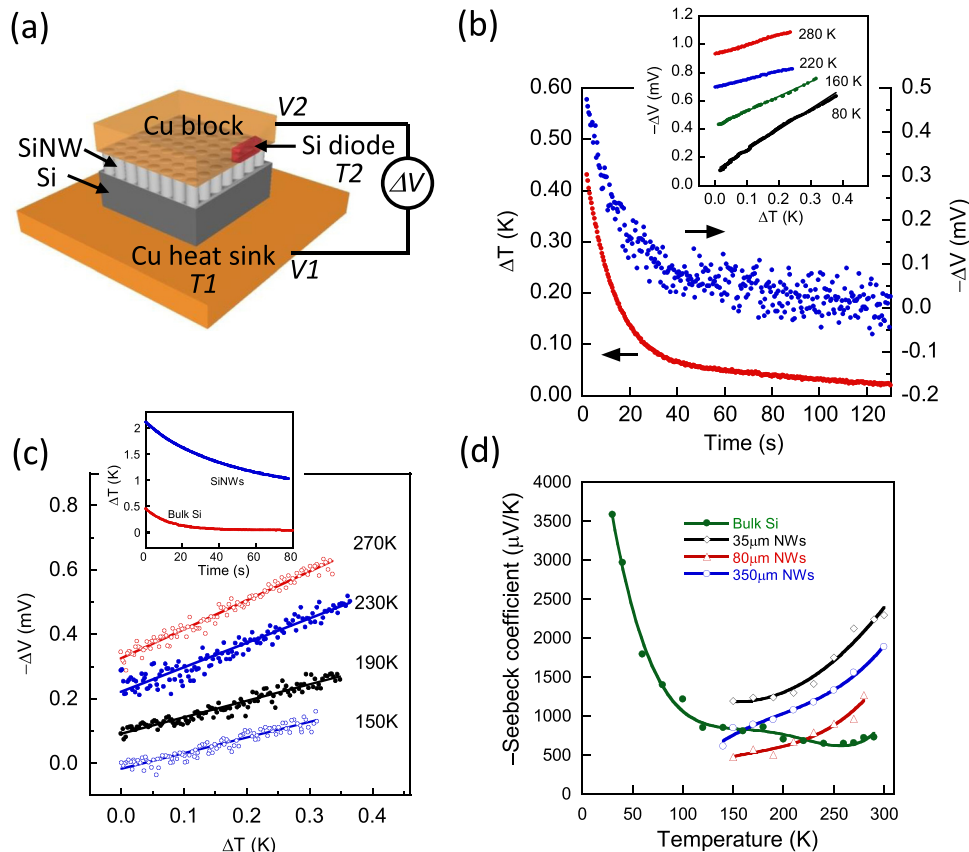 (a)
V2
Cu block
SiNW
Si diode
Si
T2
ΔV
Cu heat sink
T1
V1
(b)
0.60
0.50
0.40
0.30
0.20
0.10
0.00
ΔT (K)
0 20 40 60 80 100 120
Time (s)
0.5
0.4
0.3
0.2
0.1
0.0
-0.1
-0.2
−ΔV (mV)
1.2
1.0
0.8
0.6
0.4
0.2
0.0
−ΔV (mV)
280 K
220 K
160 K
80 K
0.0 0.1 0.2 0.3 0.4
ΔT (K)
(c)
2
1.5
1
0.5
0
ΔT (K)
SiNWs
Bulk Si
0 20 40 60 80
Time (s)
0.8
0.6
0.4
0.2
0.0
−ΔV (mV)
270K
230K
190K
150K
0.0 0.1 0.2 0.3 0.4
ΔT (K)
(d)
4000
3500
3000
2500
2000
1500
1000
500
0
−Seebeck coefficient (μV/K)
Bulk Si
35μm NWs
80μm NWs
350μm NWs
0 50 100 150 200 250 300
Temperature (K)